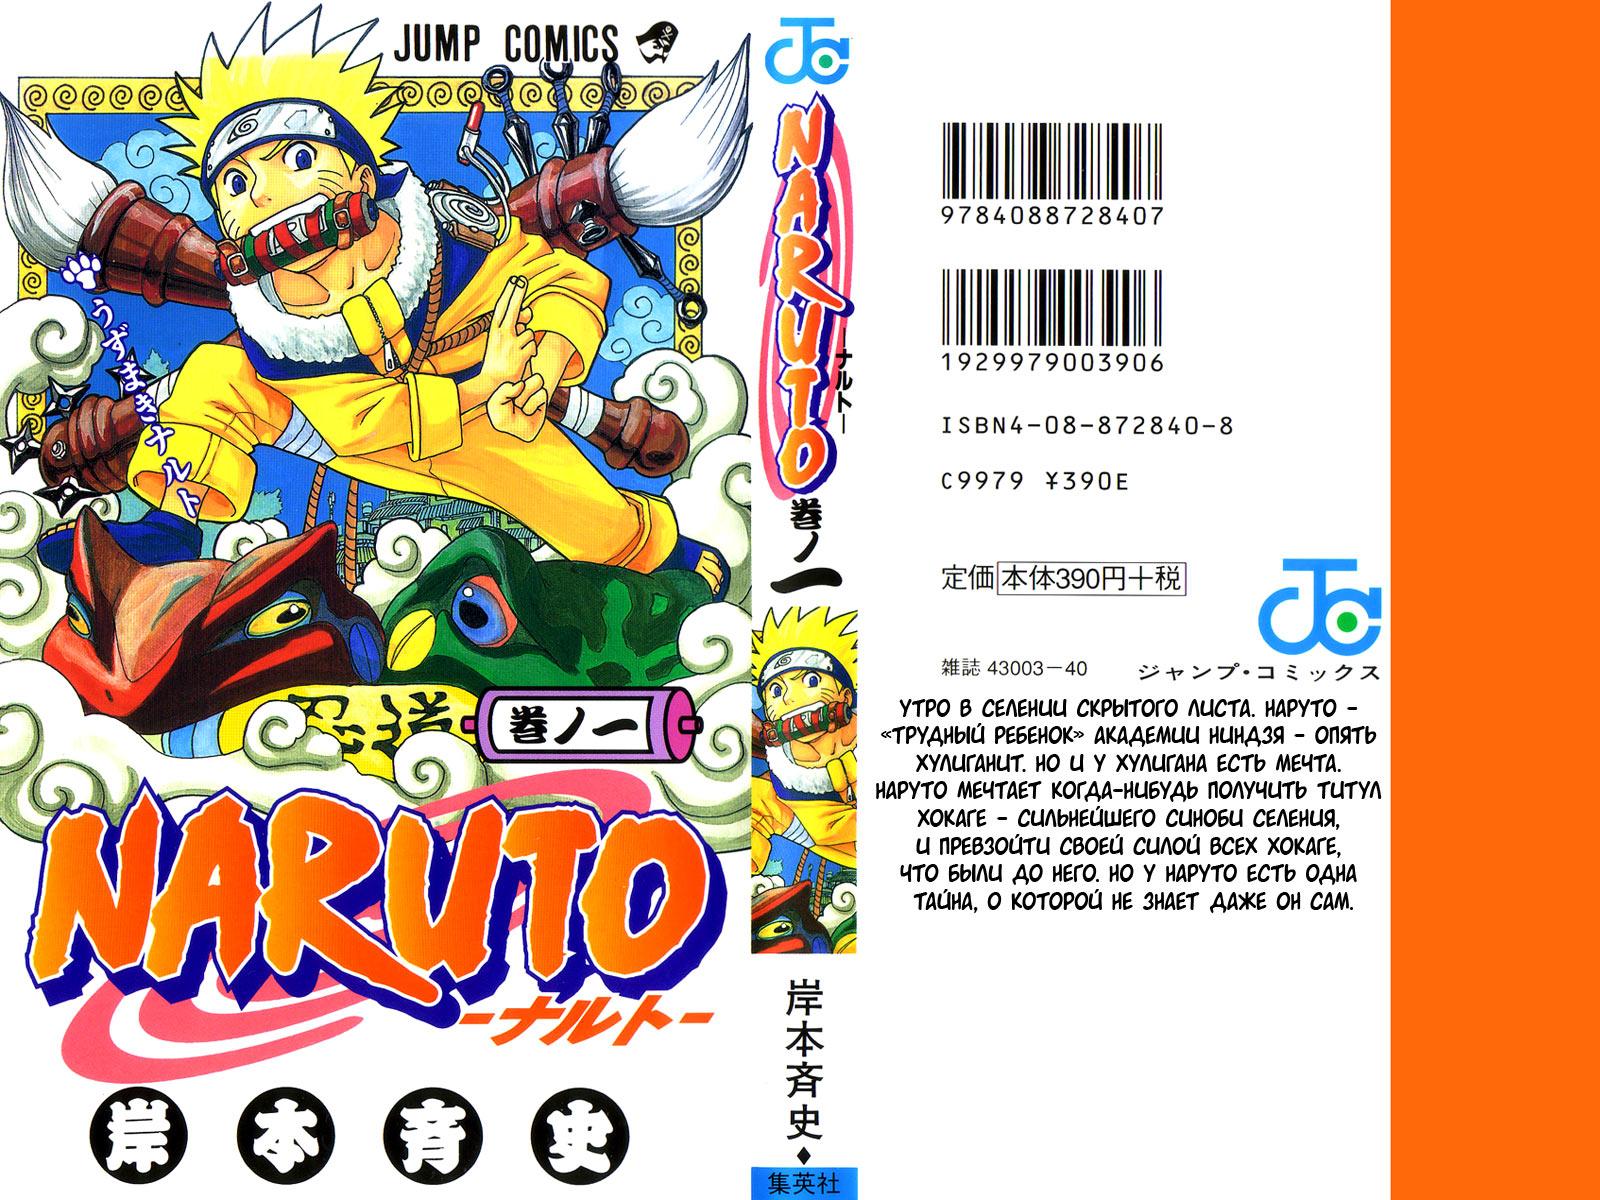 JUMP COMICS
うずまきナルト
巻ノ一
NARUTO
-ナルト-
岸本斉史
NARUTO
-ナルト-
巻ノ一
岸本斉史
集英社
9784088728407
1929979003906
ISBN4-08-872840-8
C9979 ¥390E
定価 本体390円+税
雑誌 43003-40
ジャンプ・コミックス
УТРО В СЕЛЕНИИ СКРЫТОГО ЛИСТА. НАРУТО -
«ТРУДНЫЙ РЕБЕНОК» АКАДЕМИИ НИНДЗЯ - ОПЯТЬ
ХУЛИГАНИТ. НО И У ХУЛИГАНА ЕСТЬ МЕЧТА.
НАРУТО МЕЧТАЕТ КОГДА-НИБУДЬ ПОЛУЧИТЬ ТИТУЛ
ХОКАГЕ - СИЛЬНЕЙШЕГО СИНОБИ СЕЛЕНИЯ,
И ПРЕВЗОЙТИ СВОЕЙ СИЛОЙ ВСЕХ ХОКАГЕ,
ЧТО БЫЛИ ДО НЕГО. НО У НАРУТО ЕСТЬ ОДНА
ТАЙНА, О КОТОРОЙ НЕ ЗНАЕТ ДАЖЕ ОН САМ.